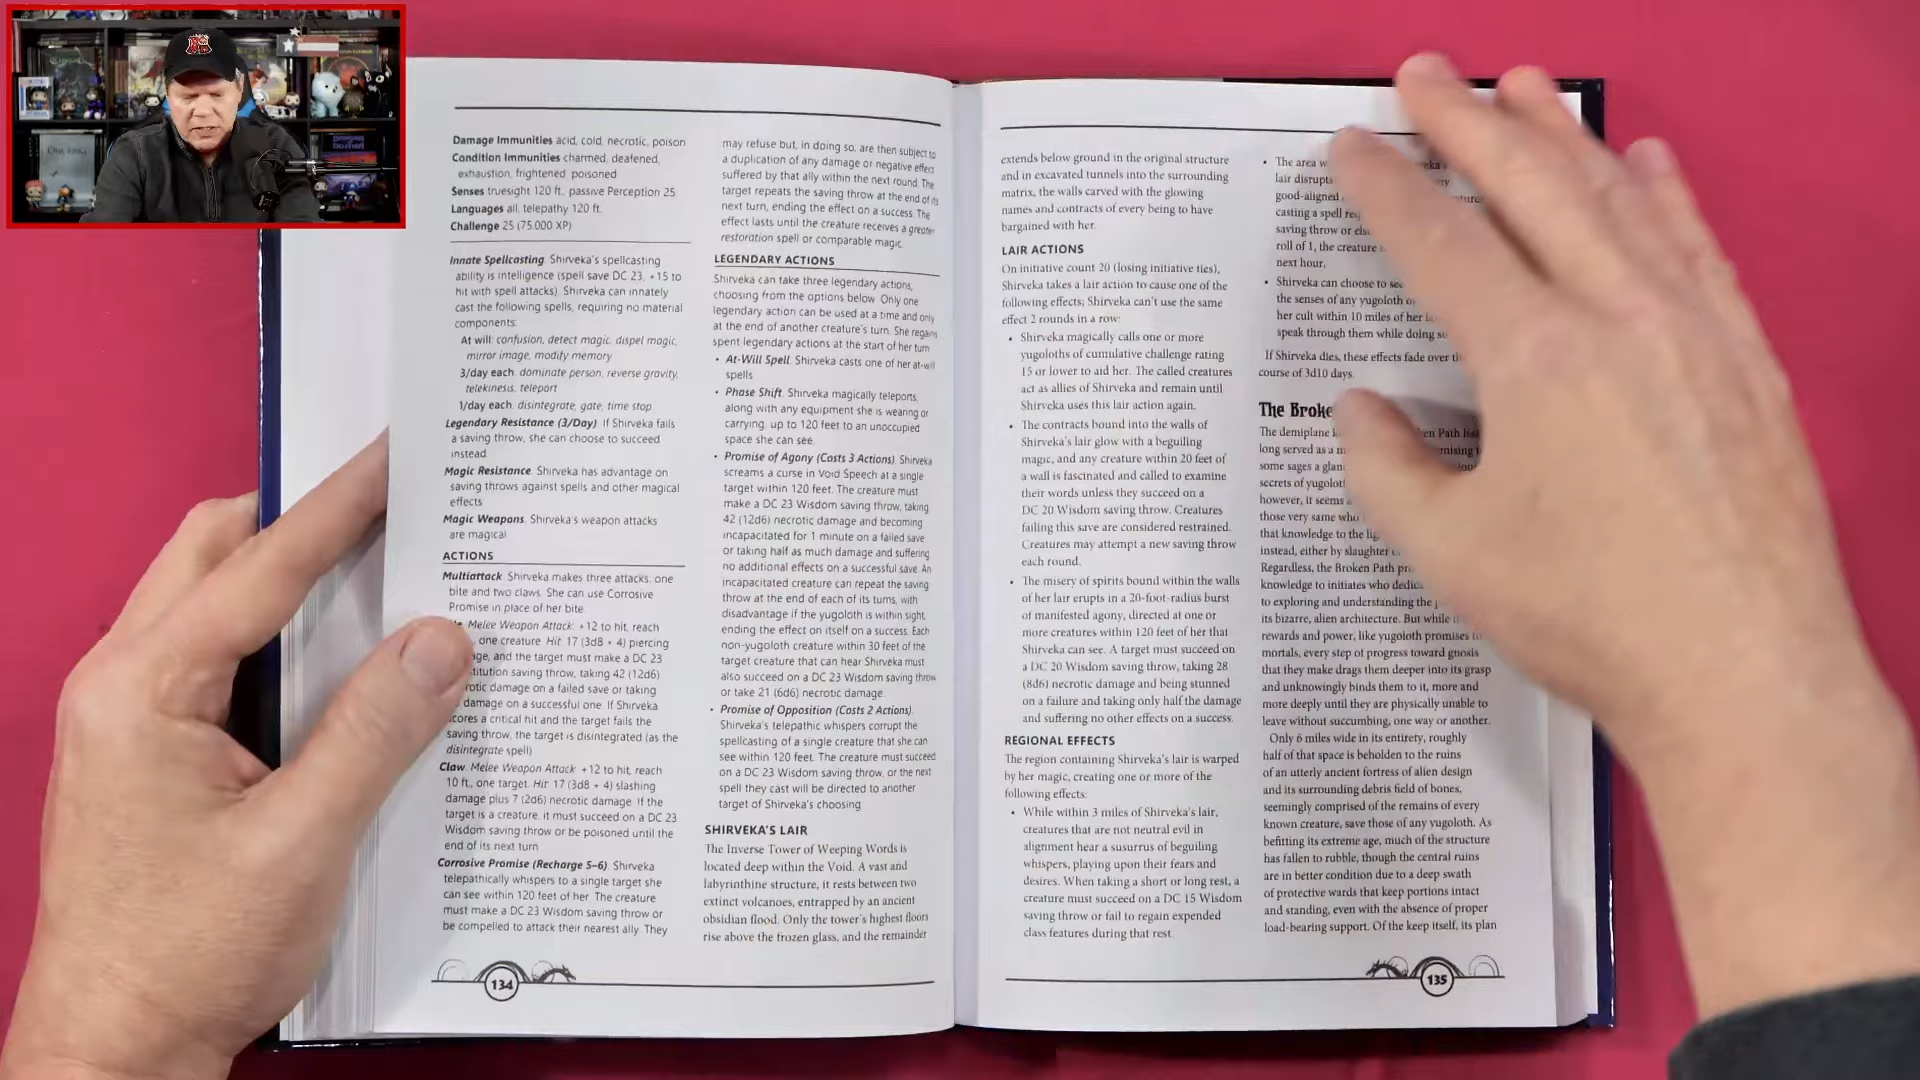 Damage Immunities acid, cold, necrotic, poison
Condition Immunities charmed, deafened,
exhaustion, frightened, poisoned
Senses truesight 120 ft., passive Perception 25
Languages all, telepathy 120 ft.
Challenge 25 (75,000 XP)
Innate Spellcasting. Shirveka's spellcasting
ability is intelligence (spell save DC 23, +15 to
hit with spell attacks). Shirveka can innately
cast the following spells, requiring no material
components:
At will: confusion, detect magic, dispel magic,
mirror image, modify memory
3/day each: dominate person, reverse gravity,
telekinesis, teleport
1/day each: disintegrate, gate, time stop
Legendary Resistance (3/Day). If Shirveka fails
a saving throw, she can choose to succeed
instead.
Magic Resistance. Shirveka has advantage on
saving throws against spells and other magical
effects.
Magic Weapons. Shirveka's weapon attacks
are magical.
ACTIONS
Multiattack. Shirveka makes three attacks: one
bite and two claws. She can use Corrosive
Promise in place of her bite.
Melee Weapon Attack: +12 to hit, reach
one creature. Hit: 17 (3d8 + 4) piercing
and the target must make a DC 23
saving throw, taking 42 (12d6)
damage on a failed save or taking
damage on a successful one. If Shirveka
scores a critical hit and the target fails the
saving throw, the target is disintegrated (as the
disintegrate spell).
Claw. Melee Weapon Attack: +12 to hit, reach
10 ft., one target. Hit: 17 (3d8 + 4) slashing
damage plus 7 (2d6) necrotic damage. If the
target is a creature, it must succeed on a DC 23
Wisdom saving throw or be poisoned until the
end of its next turn.
Corrosive Promise (Recharge 5–6). Shirveka
telepathically whispers to a single target she
can see within 120 feet of her. The creature
must make a DC 23 Wisdom saving throw or
be compelled to attack their nearest ally. They
may refuse but, in doing so, are then subject to
a duplication of any damage or negative effect
suffered by that ally within the next round. The
target repeats the saving throw at the end of its
next turn, ending the effect on a success. The
effect lasts until the creature receives a greater
restoration spell or comparable magic.
LEGENDARY ACTIONS
Shirveka can take three legendary actions,
choosing from the options below. Only one
legendary action can be used at a time and only
at the end of another creature's turn. She regains
spent legendary actions at the start of her turn.
• At-Will Spell. Shirveka casts one of her at-will
spells.
• Phase Shift. Shirveka magically teleports,
along with any equipment she is wearing or
carrying, up to 120 feet to an unoccupied
space she can see.
• Promise of Agony (Costs 3 Actions). Shirveka
screams a curse in Void Speech at a single
target within 120 feet. The creature must
make a DC 23 Wisdom saving throw, taking
42 (12d6) necrotic damage and becoming
incapacitated for 1 minute on a failed save
or taking half as much damage and suffering
no additional effects on a successful save. An
incapacitated creature can repeat the saving
throw at the end of each of its turns, with
disadvantage if the yugoloth is within sight,
ending the effect on itself on a success. Each
non-yugoloth creature within 30 feet of the
target creature that can hear Shirveka must
also succeed on a DC 23 Wisdom saving throw
or take 21 (6d6) necrotic damage.
• Promise of Opposition (Costs 2 Actions).
Shirveka's telepathic whispers corrupt the
spellcasting of a single creature that she can
see within 120 feet. The creature must succeed
on a DC 23 Wisdom saving throw, or the next
spell they cast will be directed to another
target of Shirveka's choosing.
SHIRVEKA'S LAIR
The Inverse Tower of Weeping Words is
located deep within the Void. A vast and
labyrinthine structure, it rests between two
extinct volcanoes, entrapped by an ancient
obsidian flood. Only the tower's highest floors
rise above the frozen glass, and the remainder
134
extends below ground in the original structure
and in excavated tunnels into the surrounding
matrix, the walls carved with the glowing
names and contracts of every being to have
bargained with her.
LAIR ACTIONS
On initiative count 20 (losing initiative ties),
Shirveka takes a lair action to cause one of the
following effects; Shirveka can't use the same
effect 2 rounds in a row:
• Shirveka magically calls one or more
yugoloths of cumulative challenge rating
15 or lower to aid her. The called creatures
act as allies of Shirveka and remain until
Shirveka uses this lair action again.
• The contracts bound into the walls of
Shirveka's lair glow with a beguiling
magic, and any creature within 20 feet of
a wall is fascinated and called to examine
their words unless they succeed on a
DC 20 Wisdom saving throw. Creatures
failing this save are considered restrained.
Creatures may attempt a new saving throw
each round.
• The misery of spirits bound within the walls
of her lair erupts in a 20-foot-radius burst
of manifested agony, directed at one or
more creatures within 120 feet of her that
Shirveka can see. A target must succeed on
a DC 20 Wisdom saving throw, taking 28
(8d6) necrotic damage and being stunned
on a failure and taking only half the damage
and suffering no other effects on a success.
REGIONAL EFFECTS
The region containing Shirveka's lair is warped
by her magic, creating one or more of the
following effects:
• While within 3 miles of Shirveka's lair,
creatures that are not neutral evil in
alignment hear a susurrus of beguiling
whispers, playing upon their fears and
desires. When taking a short or long rest, a
creature must succeed on a DC 15 Wisdom
saving throw or fail to regain expended
class features during that rest.
• The area
lair disrupts
good-aligned
casting a spell
saving throw or
roll of 1, the creature
next hour.
• Shirveka can choose to
the senses of any yugoloth
her cult within 10 miles of her
speak through them while doing
If Shirveka dies, these effects fade over
course of 3d10 days.
The
The demiplane Path has
long served as a
some sages a
secrets of
however, it seems
those very same who
that knowledge to the
instead, either by slaughter
Regardless, the Broken Path
knowledge to initiates who
to exploring and understanding the
its bizarre, alien architecture. But while
rewards and power, like yugoloth promises to
mortals, every step of progress toward gnosis
that they make drags them deeper into its grasp
and unknowingly binds them to it, more and
more deeply until they are physically unable to
leave without succumbing, one way or another.
Only 6 miles wide in its entirety, roughly
half of that space is beholden to the ruins
of an utterly ancient fortress of alien design
and its surrounding debris field of bones,
seemingly comprised of the remains of every
known creature, save those of any yugoloth. As
befitting its extreme age, much of the structure
has fallen to rubble, though the central ruins
are in better condition due to a deep swath
of protective wards that keep portions intact
and standing, even with the absence of proper
load-bearing support. Of the keep itself, its plan
135